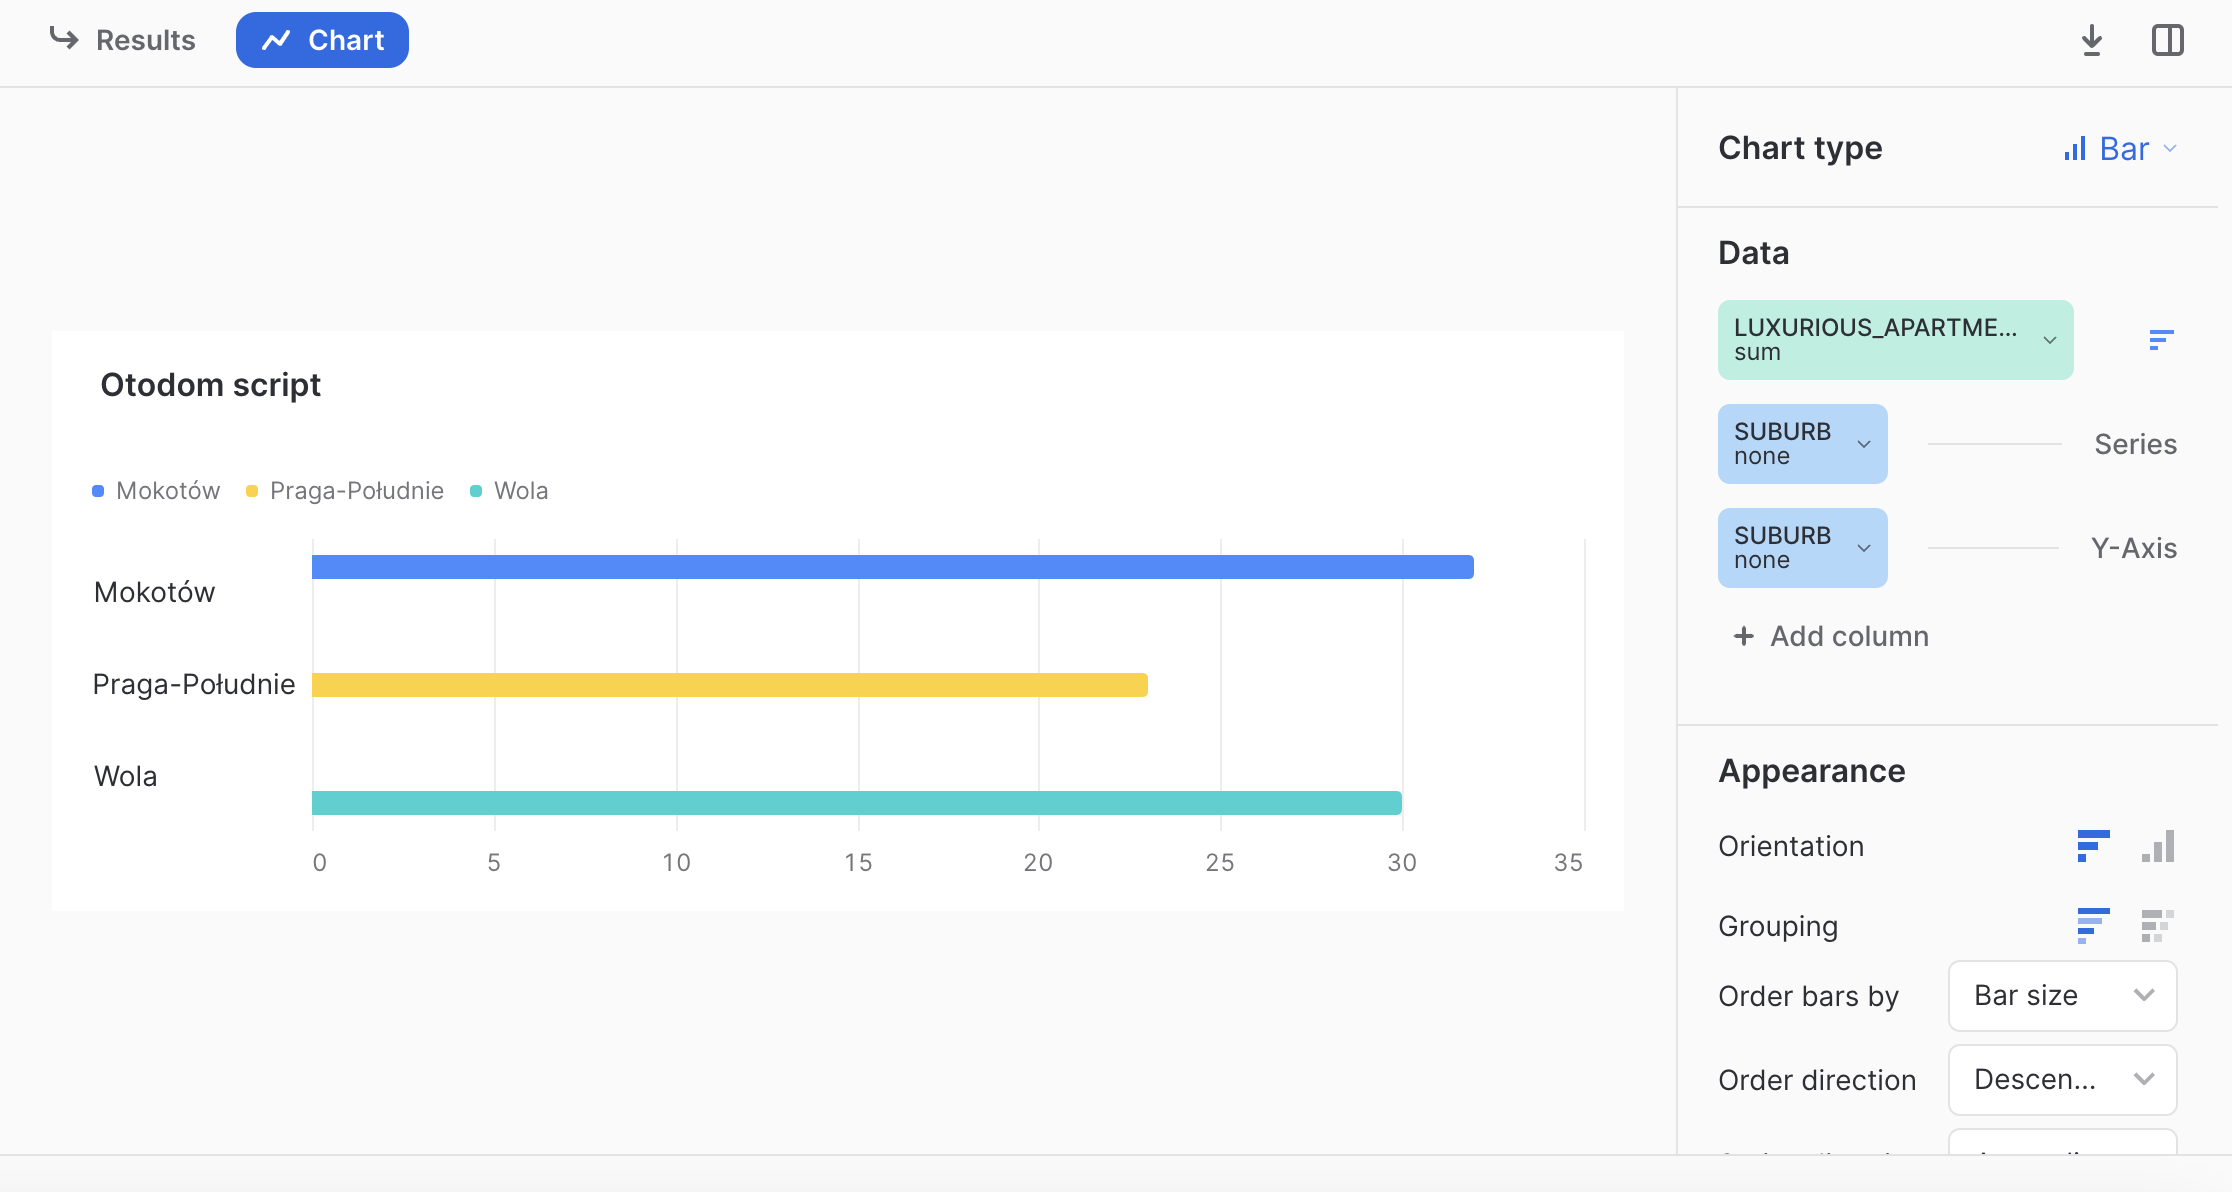 Results
Chart
Otodom script
Mokotów
Praga-Południe
Wola
Mokotów
Praga-Południe
Wola
0 5 10 15 20 25 30 35
Chart type
Bar
Data
LUXURIOUS_APARTME...
sum
SUBURB
none
Series
SUBURB
none
Y-Axis
+ Add column
Appearance
Orientation
Grouping
Order bars by
Bar size
Order direction
Descen...